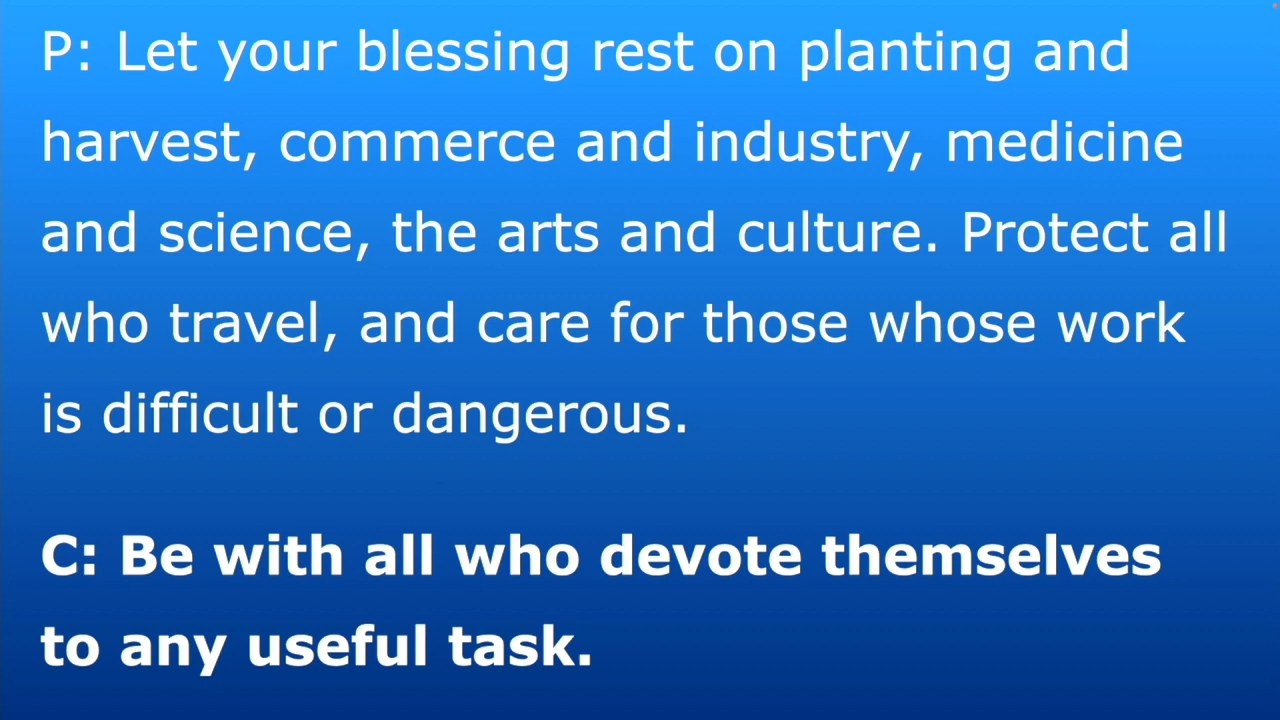 P: Let your blessing rest on planting and
harvest, commerce and industry, medicine
and science, the arts and culture. Protect all
who travel, and care for those whose work
is difficult or dangerous.
C: Be with all who devote themselves
to any useful task.